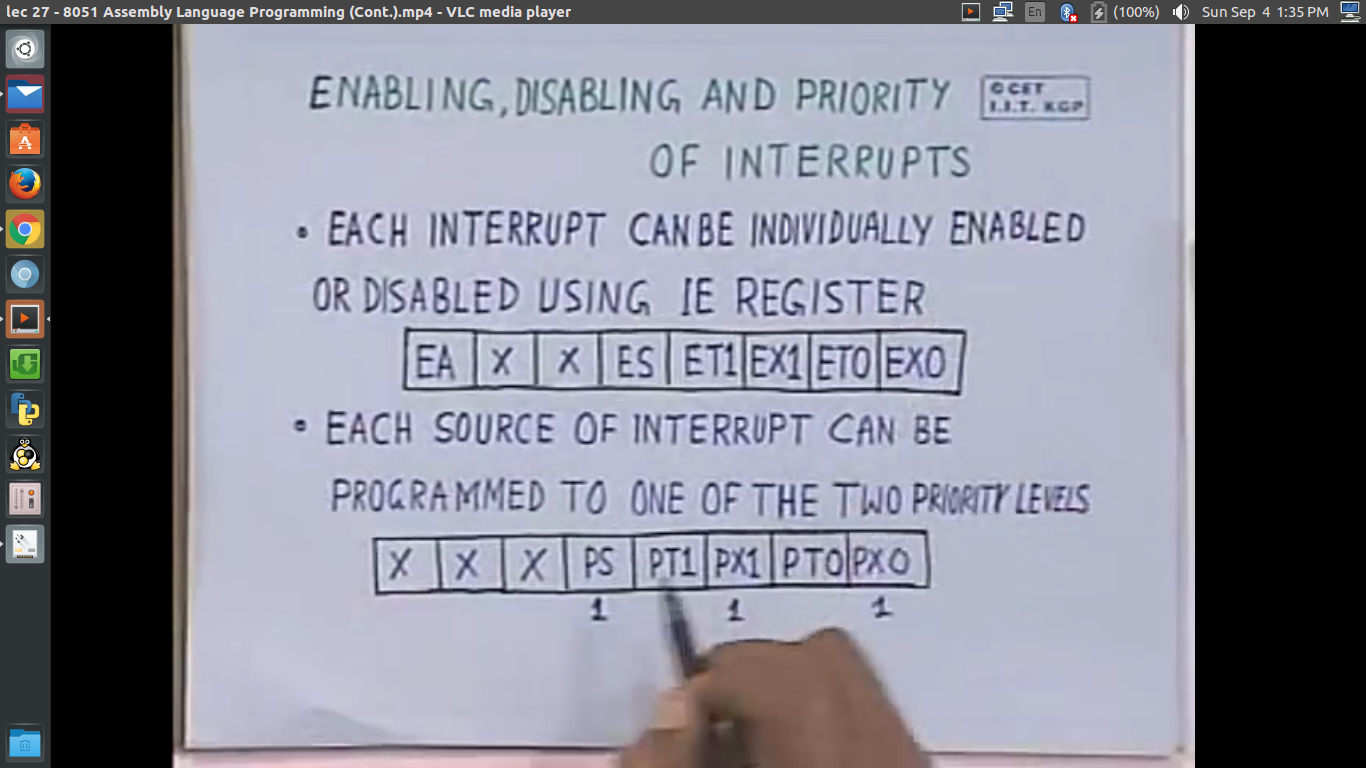 lec 27 - 8051 Assembly Language Programming (Cont.).mp4 - VLC media player
En (100%) Sun Sep 4 1:35 PM
ENABLING, DISABLING AND PRIORITY
©CET
I.I.T. KGP
OF INTERRUPTS
• EACH INTERRUPT CAN BE INDIVIDUALLY ENABLED
OR DISABLED USING IE REGISTER
EA X X ES ET1 EX1 ET0 EX0
• EACH SOURCE OF INTERRUPT CAN BE
PROGRAMMED TO ONE OF THE TWO PRIORITY LEVELS
X X X PS PT1 PX1 PT0 PX0
1 1 1